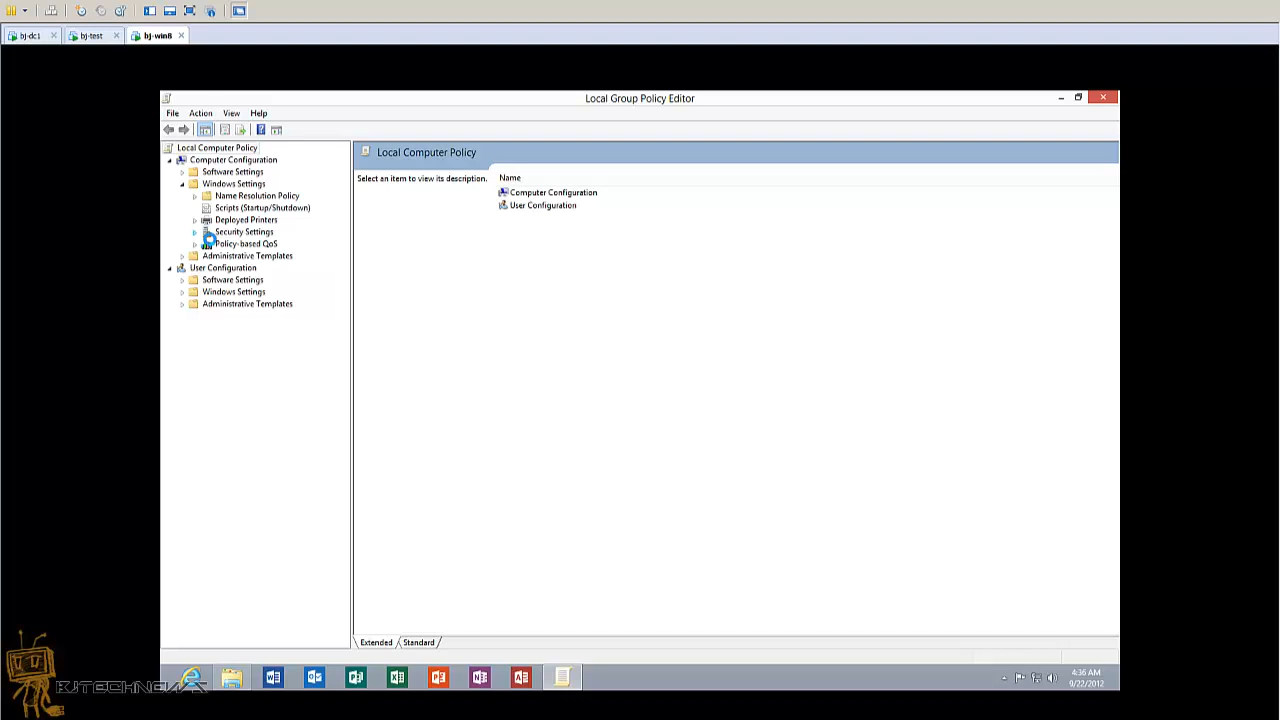 bj-dc1
bj-test
bj-win8
Local Group Policy Editor
File Action View Help
Local Computer Policy
Computer Configuration
Software Settings
Windows Settings
Name Resolution Policy
Scripts (Startup/Shutdown)
Deployed Printers
Security Settings
Policy-based QoS
Administrative Templates
User Configuration
Software Settings
Windows Settings
Administrative Templates
Local Computer Policy
Select an item to view its description.
Name
Computer Configuration
User Configuration
Extended Standard
4:36 AM
9/22/2012
BJTECHNEWS